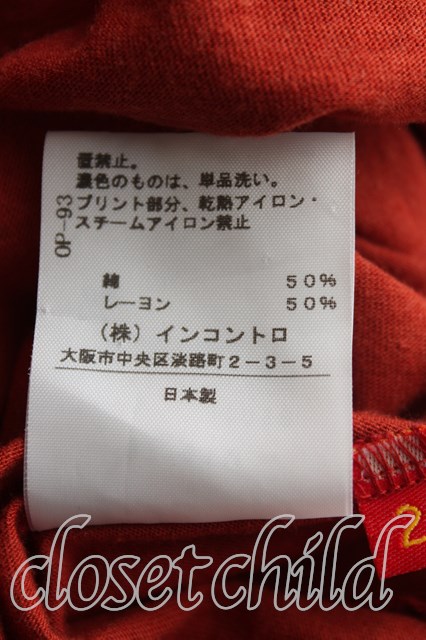 置禁止。
濃色のものは、単品洗い。
プリント部分、乾熱アイロン・
スチームアイロン禁止
OP-93
綿 50%
レーヨン 50%
(株)インコントロ
大阪市中央区淡路町2-3-5
日本製
closet child